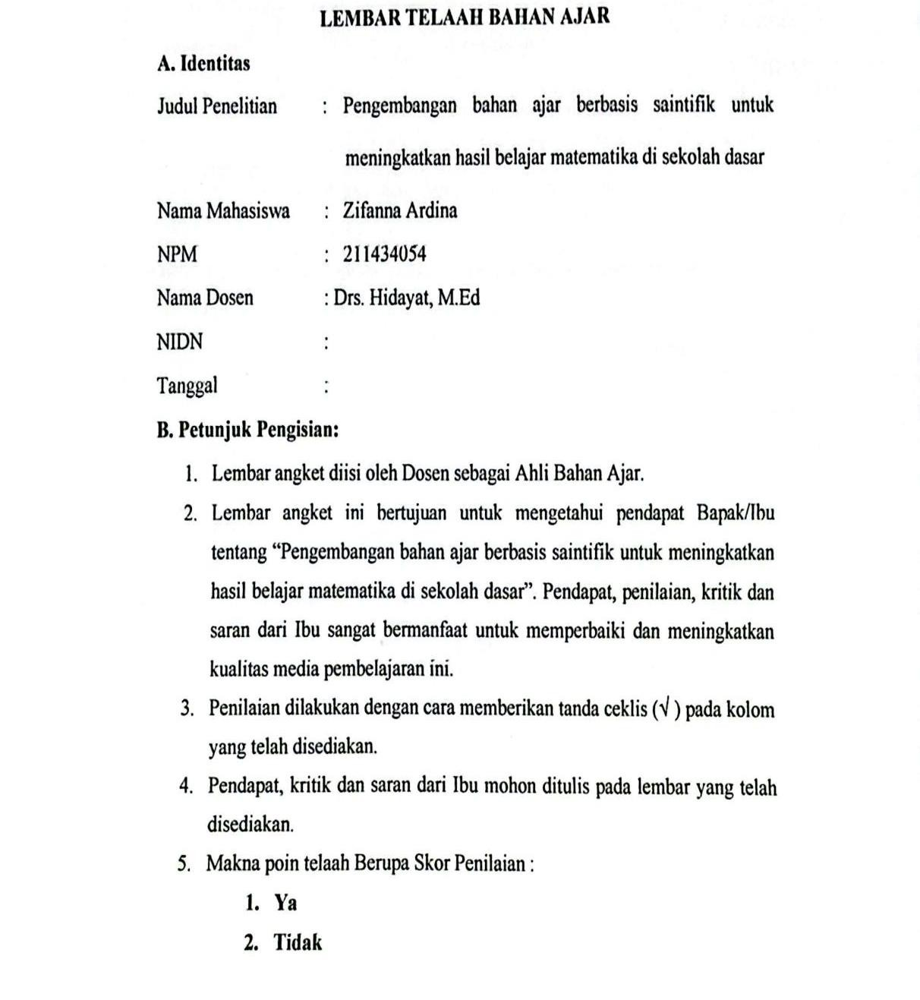 LEMBAR TELAAH BAHAN AJAR
A. Identitas
Judul Penelitian : Pengembangan bahan ajar berbasis saintifik untuk
meningkatkan hasil belajar matematika di sekolah dasar
Nama Mahasiswa : Zifanna Ardina
NPM : 211434054
Nama Dosen : Drs. Hidayat, M.Ed
NIDN :
Tanggal :
B. Petunjuk Pengisian:
1. Lembar angket diisi oleh Dosen sebagai Ahli Bahan Ajar.
2. Lembar angket ini bertujuan untuk mengetahui pendapat Bapak/Ibu
tentang “Pengembangan bahan ajar berbasis saintifik untuk meningkatkan
hasil belajar matematika di sekolah dasar”. Pendapat, penilaian, kritik dan
saran dari Ibu sangat bermanfaat untuk memperbaiki dan meningkatkan
kualitas media pembelajaran ini.
3. Penilaian dilakukan dengan cara memberikan tanda ceklis (√ ) pada kolom
yang telah disediakan.
4. Pendapat, kritik dan saran dari Ibu mohon ditulis pada lembar yang telah
disediakan.
5. Makna poin telaah Berupa Skor Penilaian :
1. Ya
2. Tidak